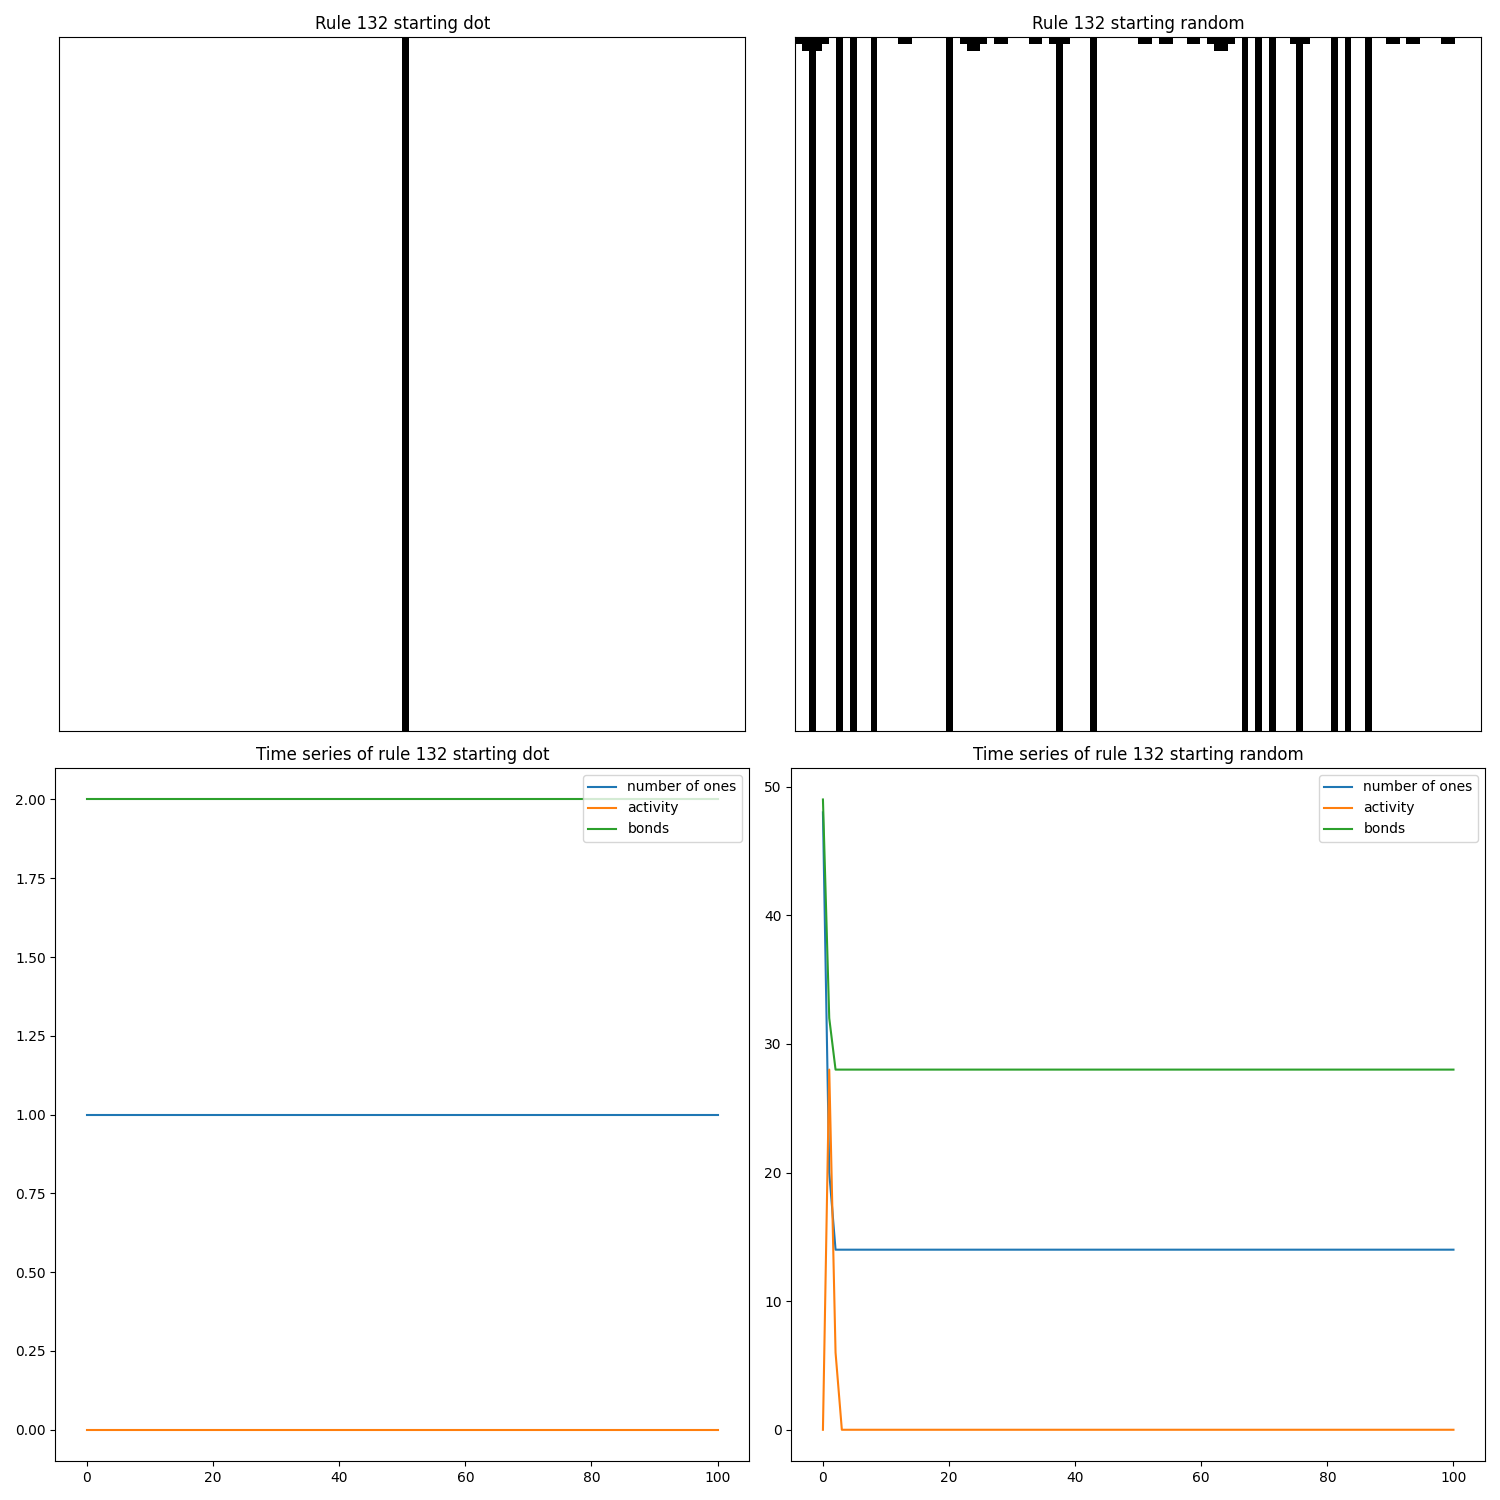 Rule 132 starting dot
Rule 132 starting random
Time series of rule 132 starting dot
2.00
1.75
1.50
1.25
1.00
0.75
0.50
0.25
0.00
0
20
40
60
80
100
number of ones
activity
bonds
Time series of rule 132 starting random
50
40
30
20
10
0
0
20
40
60
80
100
number of ones
activity
bonds